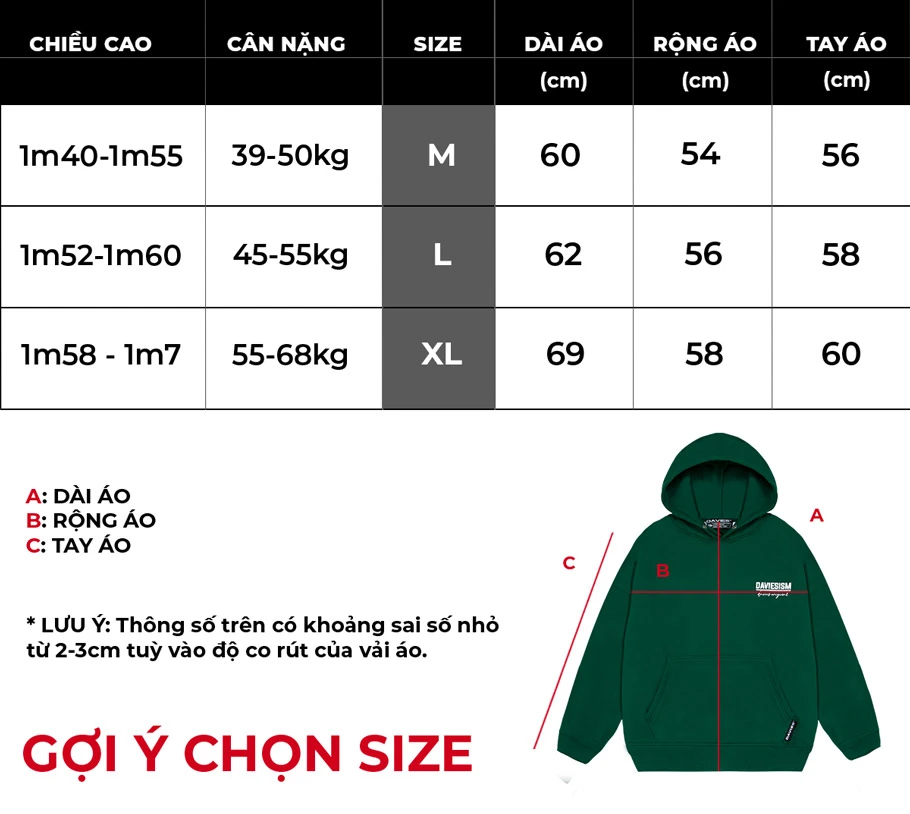 CHIỀU CAO CÂN NẶNG SIZE DÀI ÁO RỘNG ÁO TAY ÁO
(cm) (cm) (cm)
1m40-1m55 39-50kg M 60 54 56
1m52-1m60 45-55kg L 62 56 58
1m58 - 1m7 55-68kg XL 69 58 60
A: DÀI ÁO
B: RỘNG ÁO
C: TAY ÁO
A
C
B
DAVIESISM
* LƯU Ý: Thông số trên có khoảng sai số nhỏ
từ 2-3cm tuỳ vào độ co rút của vải áo.
GỢI Ý CHỌN SIZE